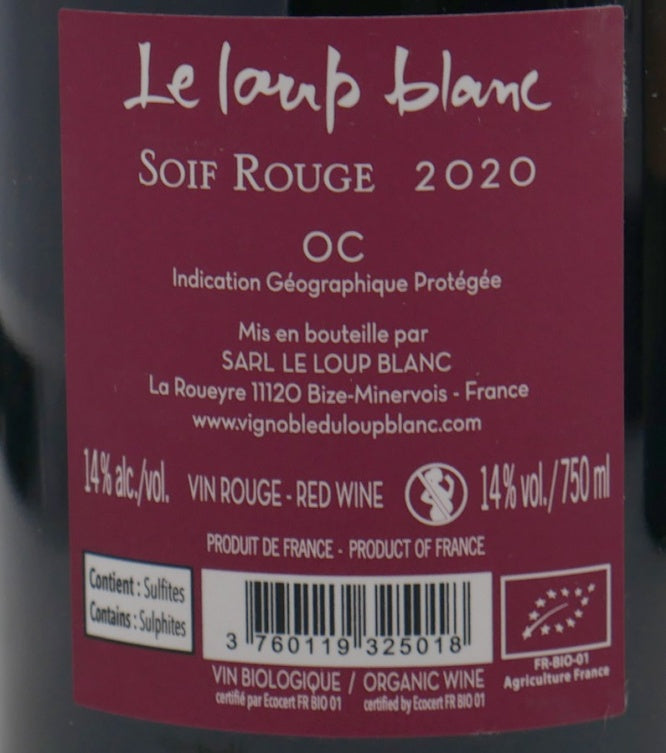 Le loup blanc
SOIF ROUGE 2020
OC
Indication Géographique Protégée
Mis en bouteille par
SARL LE LOUP BLANC
La Roueyre 11120 Bize-Minervois - France
www.vignobleduloupblanc.com
14% alc./vol. VIN ROUGE - RED WINE 14% vol./750 ml
PRODUIT DE FRANCE - PRODUCT OF FRANCE
Contient : Sulfites
Contains : Sulphites
3 760119 325018
FR-BIO-01
Agriculture France
VIN BIOLOGIQUE / ORGANIC WINE
certifié par Ecocert FR BIO 01 certified by Ecocert FR BIO 01